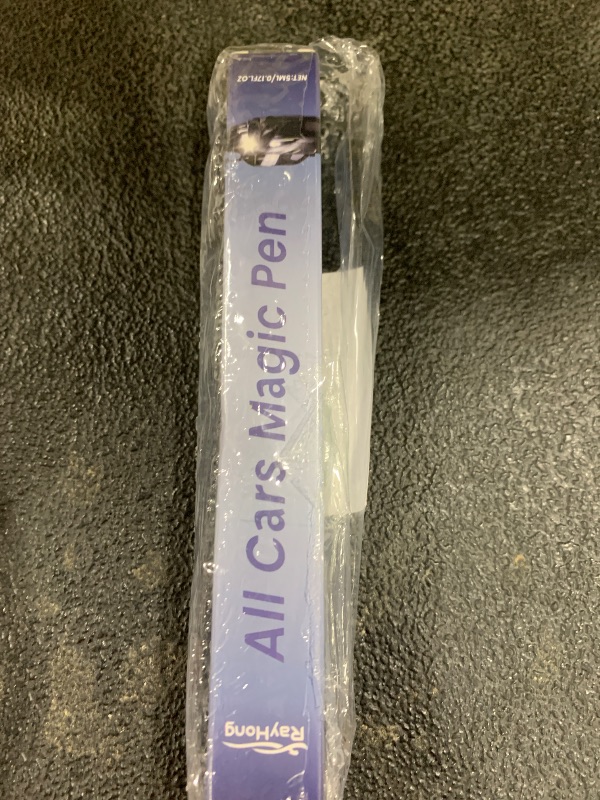 NET:5ML/0.17FL.OZ
All Cars Magic Pen
RayHong